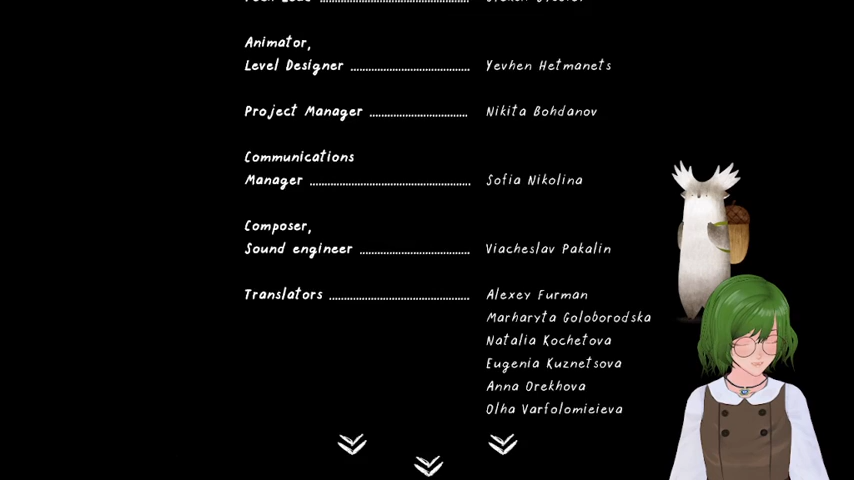 Animator,
Level Designer ........................................ Yevhen Hetmanets
Project Manager ................................. Nikita Bohdanov
Communications
Manager ..................................................... Sofia Nikolina
Composer,
Sound engineer .................................... Viacheslav Pakalin
Translators .............................................. Alexey Furman
Marharyta Goloborodska
Natalia Kochetova
Eugenia Kuznetsova
Anna Orekhova
Olha Varfolomieieva